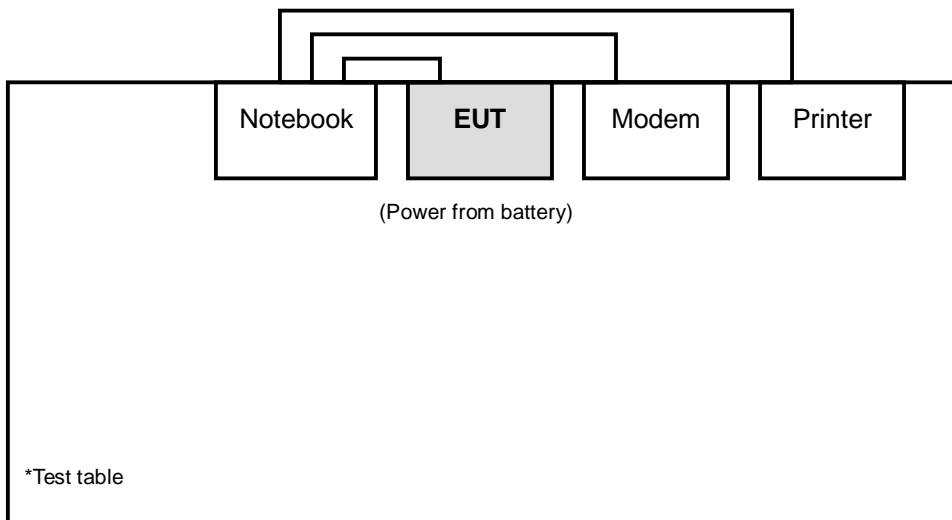 Notebook
EUT
Modem
Printer
(Power from battery)
*Test table